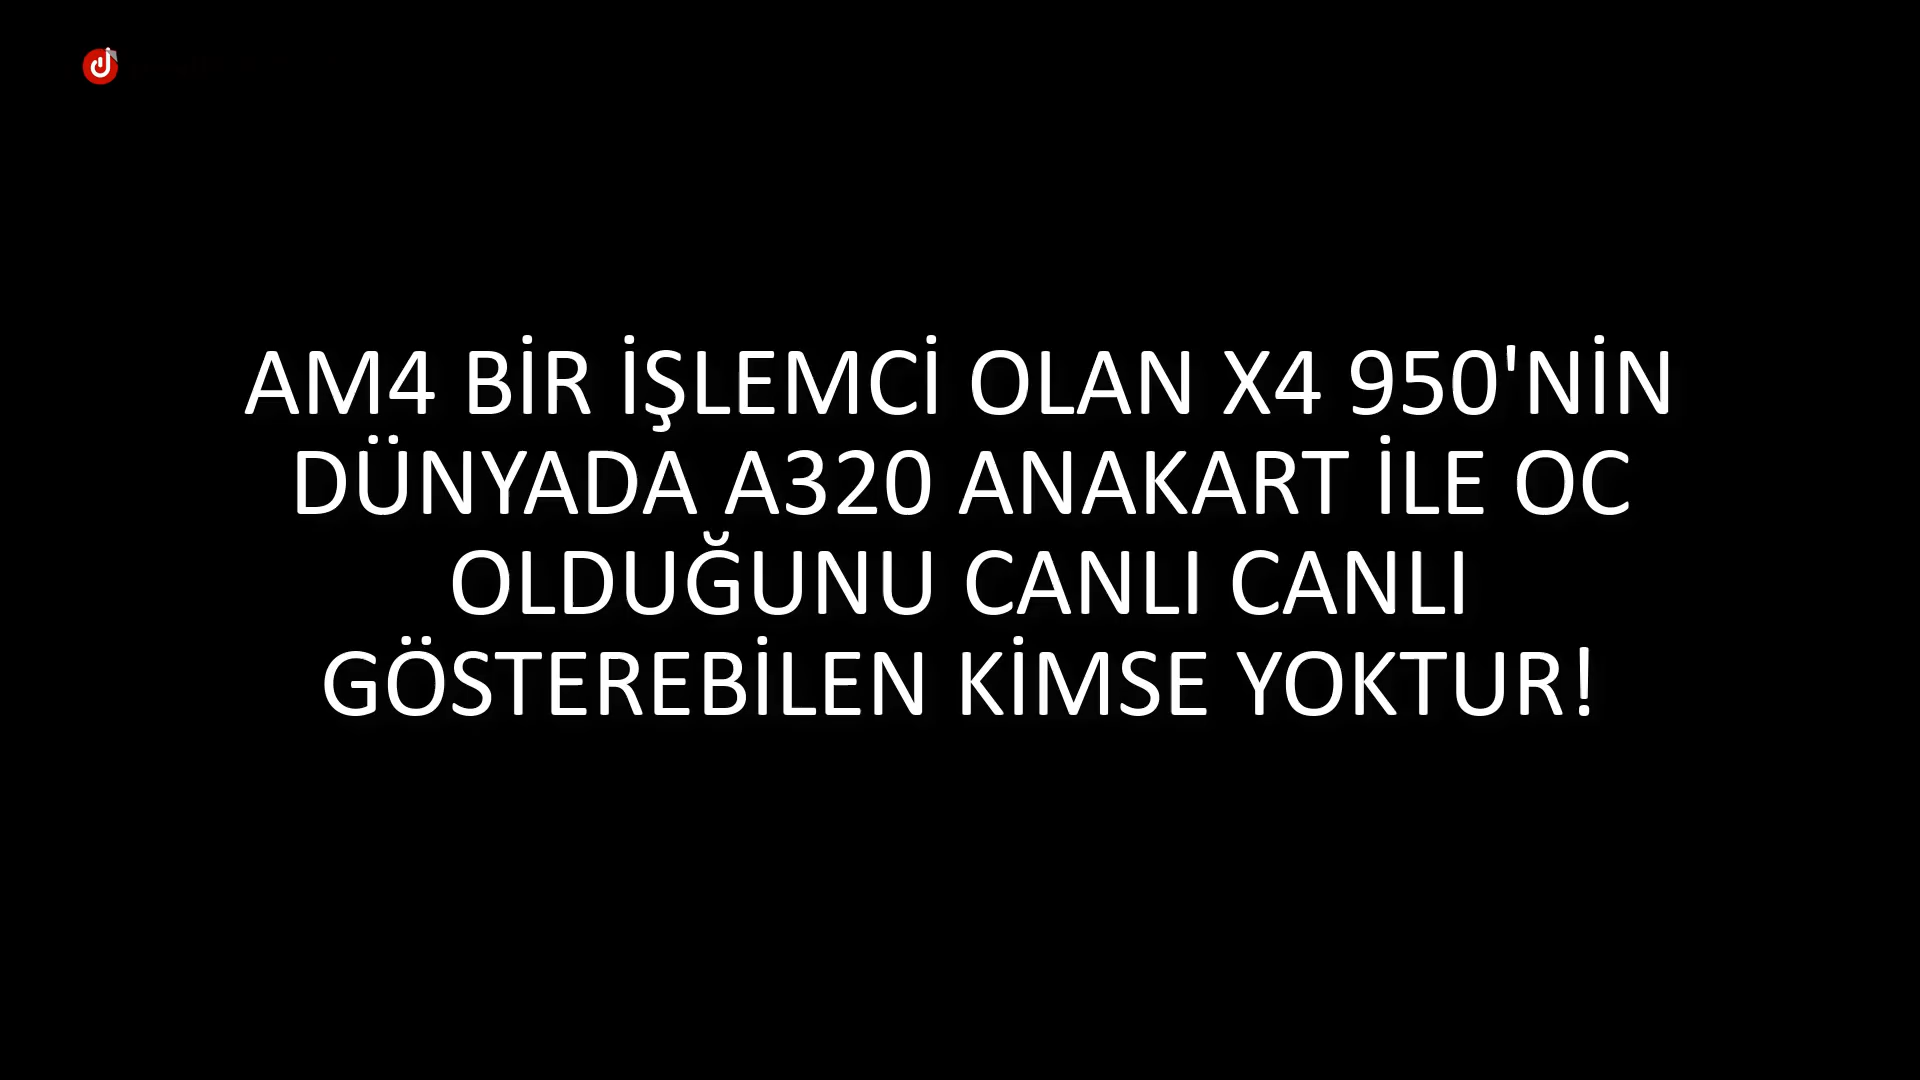 AM4 BİR İŞLEMCİ OLAN X4 950'NİN
DÜNYADA A320 ANAKART İLE OC
OLDUĞUNU CANLI CANLI
GÖSTEREBİLEN KİMSE YOKTUR!